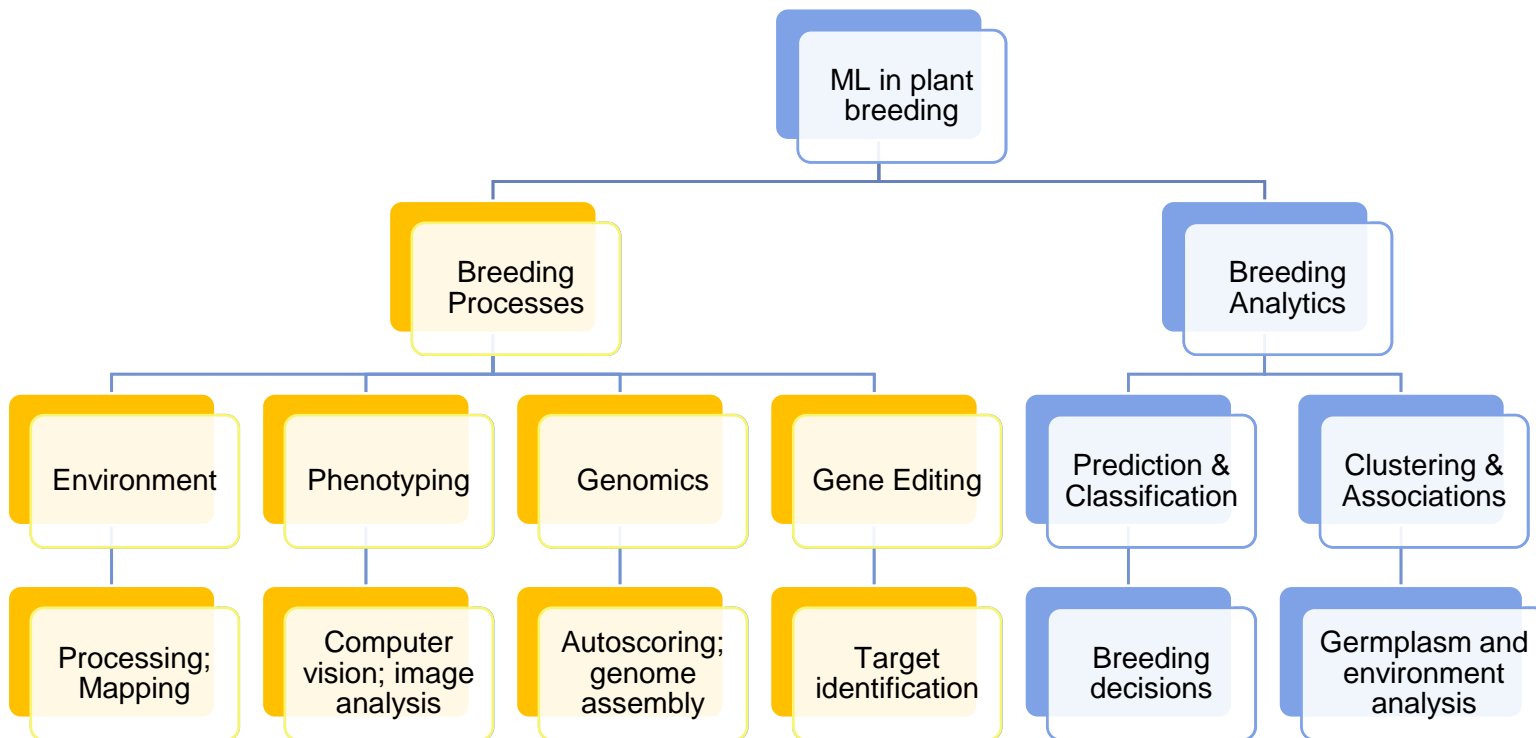 ML in plant
breeding
Breeding
Processes
Breeding
Analytics
Environment
Phenotyping
Genomics
Gene Editing
Prediction &
Classification
Clustering &
Associations
Processing;
Mapping
Computer
vision; image
analysis
Autoscoring;
genome
assembly
Target
identification
Breeding
decisions
Germplasm and
environment
analysis